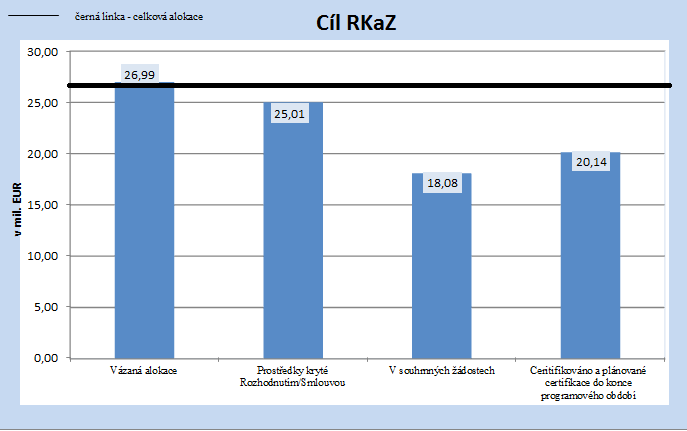 černá linka - celková alokace
Cíl RKaZ
v mil. EUR
30,00
25,00
20,00
15,00
10,00
5,00
0,00
26,99
25,01
18,08
20,14
Vázaná alokace
Prostředky kryté
Rozhodnutím/Smlouvou
V souhrnných žádostech
Ceritifikováno a plánované
certifikace do konce
programového období